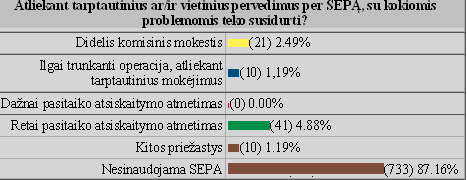 Atliekant tarptautinius ar/ir vietinius pervedimus per SEPA, su kokiomis
problemomis teko susidurti?
Didelis komisinis mokestis (21) 2.49%
Ilgai trunkanti operacija, atliekant
tarptautinius mokėjimus (10) 1,19%
Dažnai pasitaiko atsiskaitymo atmetimas (0) 0.00%
Retai pasitaiko atsiskaitymo atmetimas (41) 4.88%
Kitos priežastys (10) 1.19%
Nesinaudojama SEPA (733) 87.16%